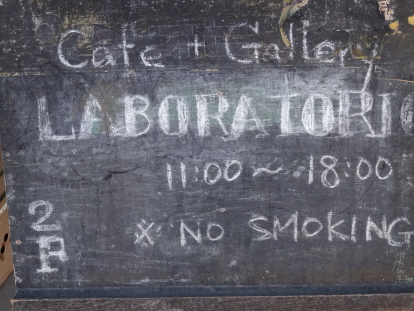 Cafe + Gallery
LABORATORIO
11:00~18:00
2F
※ NO SMOKING